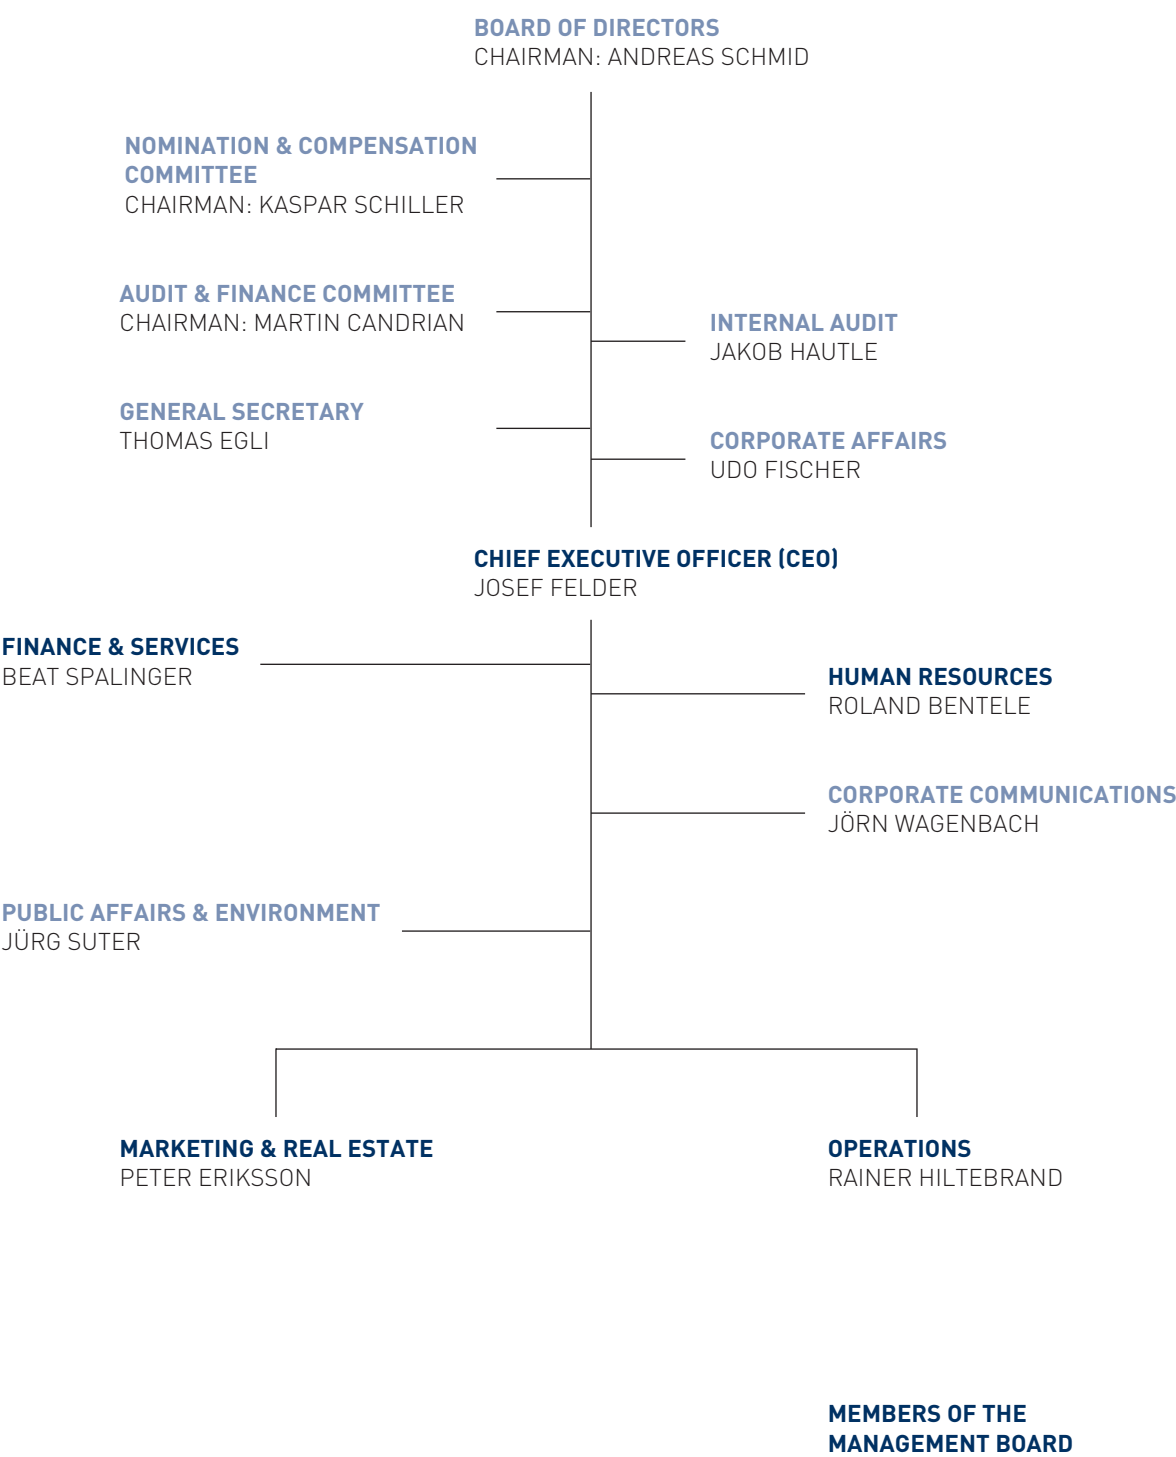 BOARD OF DIRECTORS
CHAIRMAN: ANDREAS SCHMID
NOMINATION & COMPENSATION
COMMITTEE
CHAIRMAN: KASPAR SCHILLER
AUDIT & FINANCE COMMITTEE
CHAIRMAN: MARTIN CANDRIAN
INTERNAL AUDIT
JAKOB HAUTLE
GENERAL SECRETARY
THOMAS EGLI
CORPORATE AFFAIRS
UDO FISCHER
CHIEF EXECUTIVE OFFICER (CEO)
JOSEF FELDER
FINANCE & SERVICES
BEAT SPALINGER
HUMAN RESOURCES
ROLAND BENTELE
CORPORATE COMMUNICATIONS
JÖRN WAGENBACH
PUBLIC AFFAIRS & ENVIRONMENT
JÜRG SUTER
MARKETING & REAL ESTATE
PETER ERIKSSON
OPERATIONS
RAINER HILTEBRAND
MEMBERS OF THE
MANAGEMENT BOARD